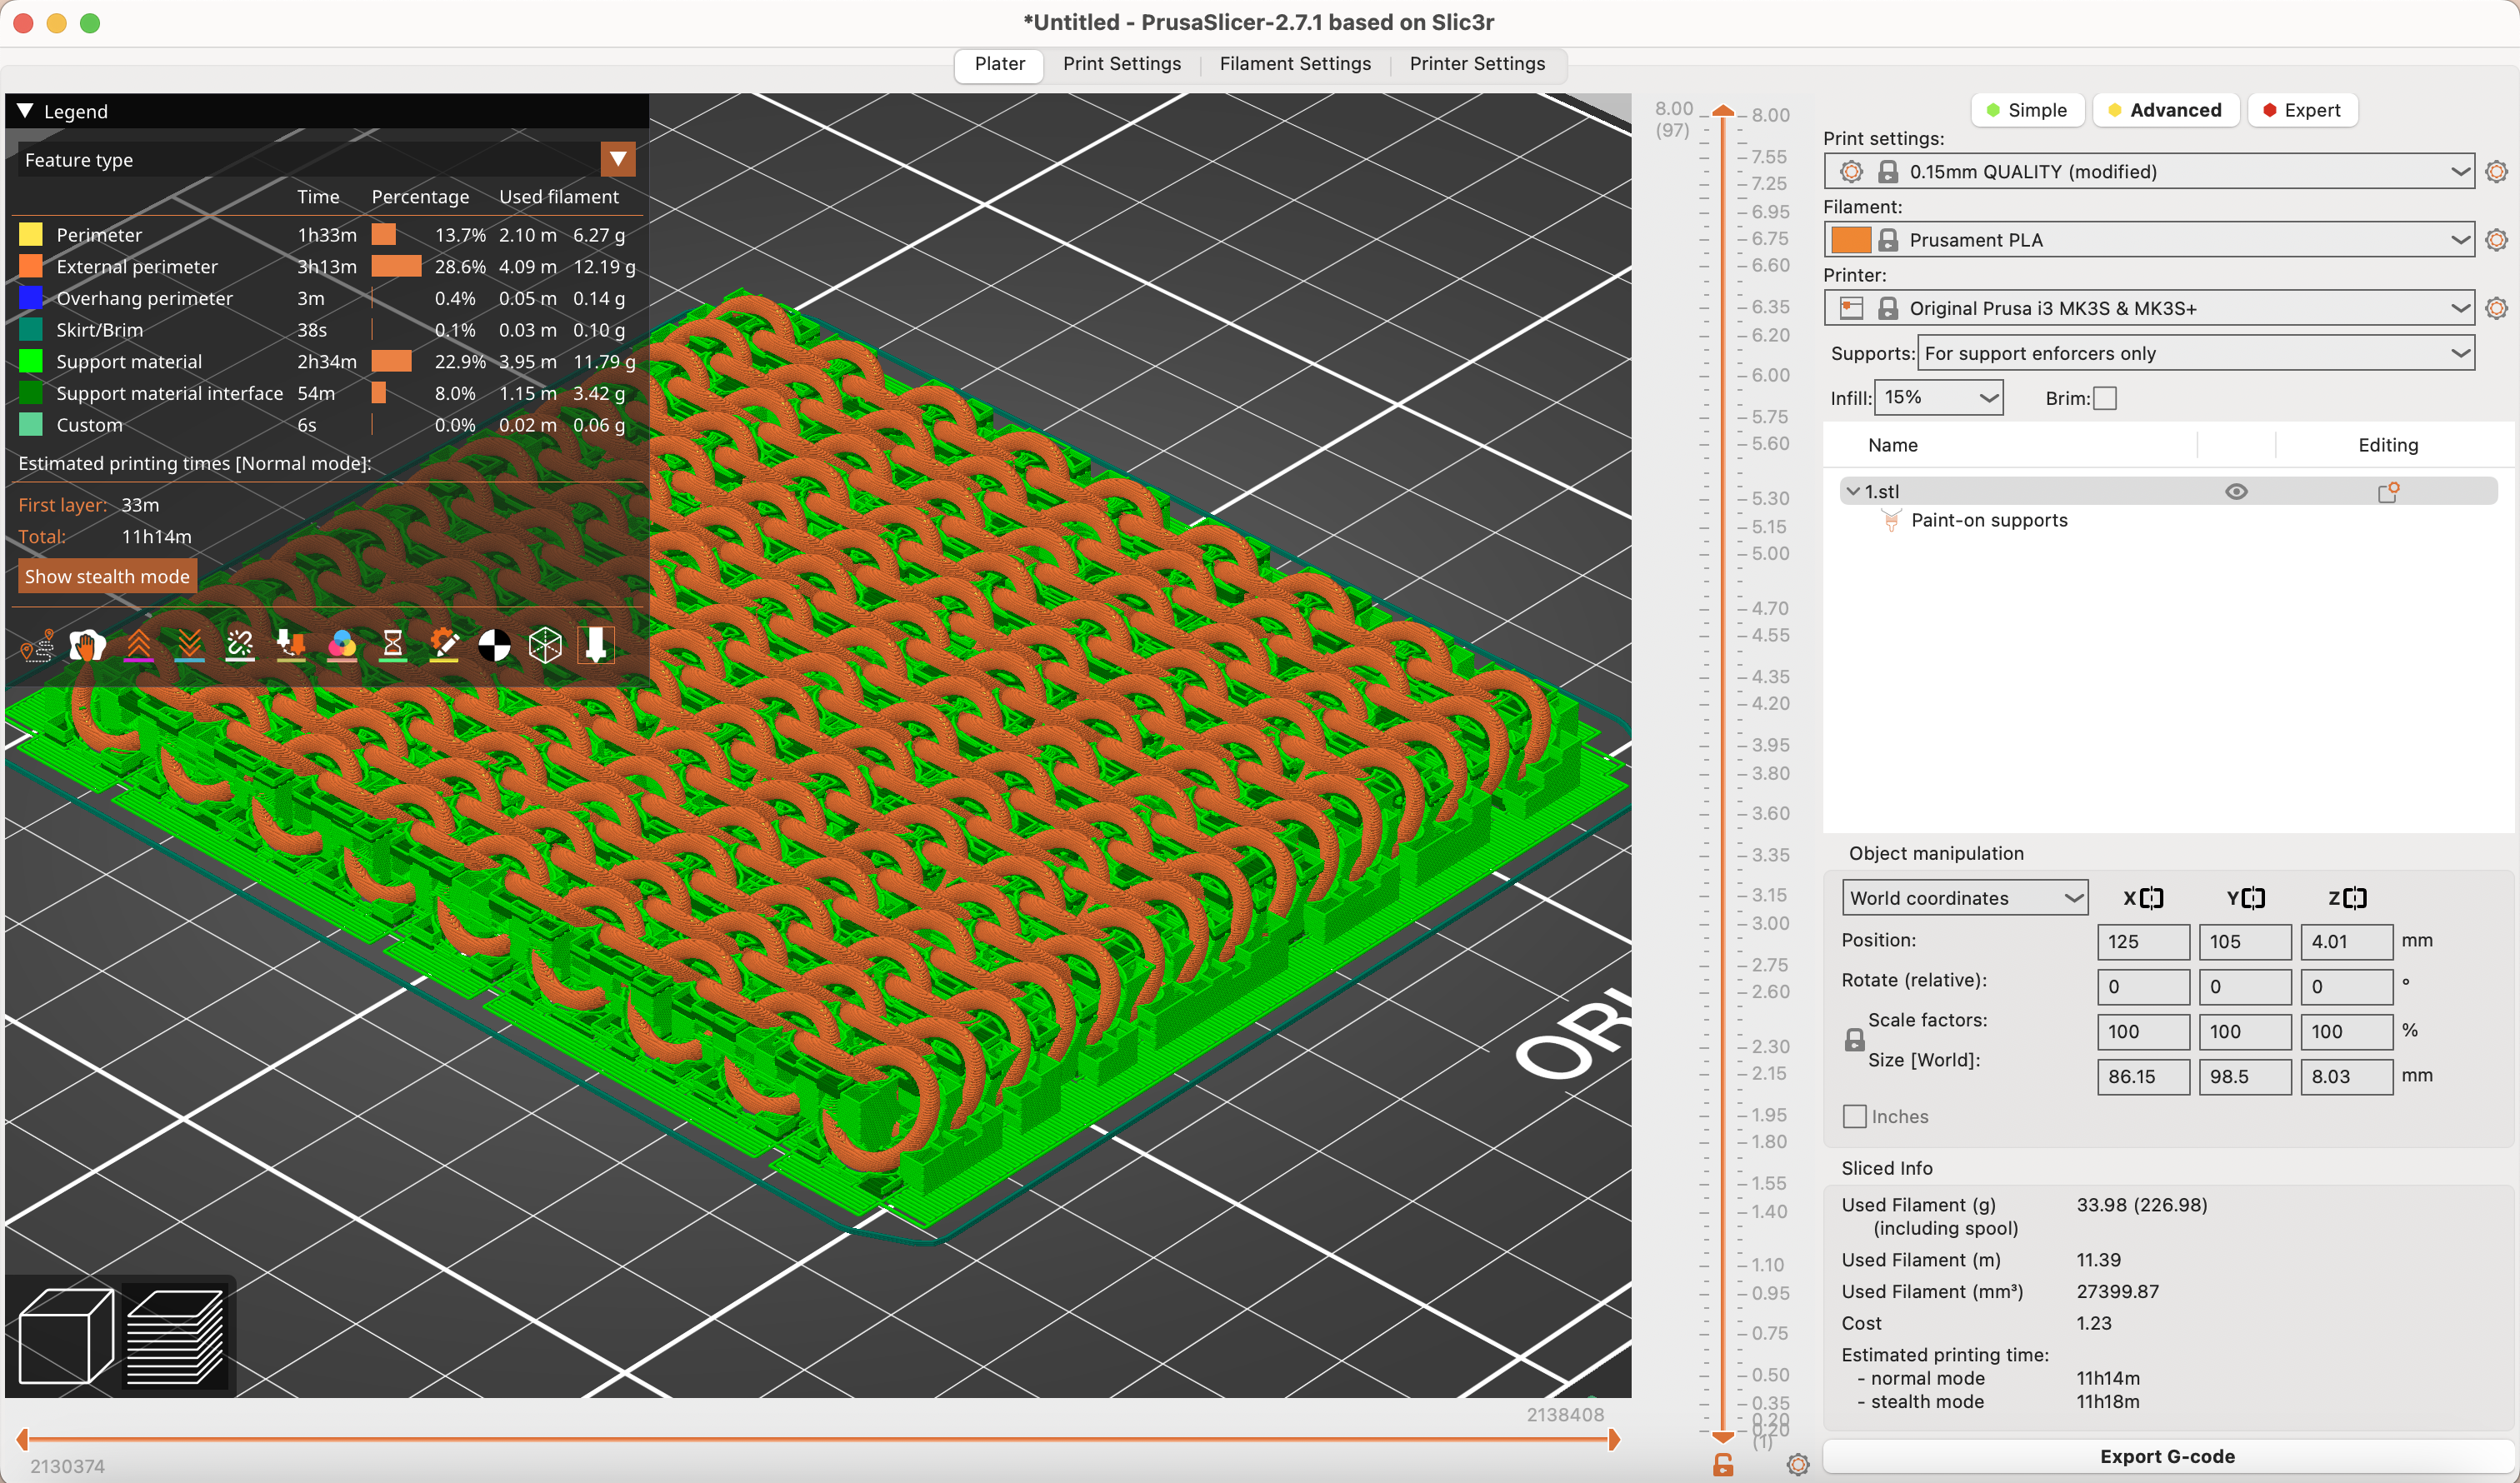 *Untitled - PrusaSlicer-2.7.1 based on Slic3r
Plater Print Settings Filament Settings Printer Settings
Legend
Feature type
Time Percentage Used filament
Perimeter 1h33m 13.7% 2.10 m 6.27 g
External perimeter 3h13m 28.6% 4.09 m 12.19 g
Overhang perimeter 3m 0.4% 0.05 m 0.14 g
Skirt/Brim 38s 0.1% 0.03 m 0.10 g
Support material 2h34m 22.9% 3.95 m 11.79 g
Support material interface 54m 8.0% 1.15 m 3.42 g
Custom 6s 0.0% 0.02 m 0.06 g
Estimated printing times [Normal mode]:
First layer: 33m
Total: 11h14m
Show stealth mode
2138408
2130374
8.00
(97)
8.00
7.55
7.25
6.95
6.75
6.60
6.35
6.20
6.00
5.75
5.60
5.30
5.15
5.00
4.70
4.55
4.35
4.20
3.95
3.80
3.60
3.35
3.15
3.00
2.75
2.60
2.30
2.15
1.95
1.80
1.55
1.40
1.10
0.95
0.75
0.50
0.35
0.20
0.20
(1)
Simple Advanced Expert
Print settings:
0.15mm QUALITY (modified)
Filament:
Prusament PLA
Printer:
Original Prusa i3 MK3S & MK3S+
Supports: For support enforcers only
Infill: 15% Brim:
Name Editing
1.stl
Paint-on supports
Object manipulation
World coordinates X Y Z
Position: 125 105 4.01 mm
Rotate (relative): 0 0 0 °
Scale factors: 100 100 100 %
Size [World]: 86.15 98.5 8.03 mm
Inches
Sliced Info
Used Filament (g) 33.98 (226.98)
(including spool)
Used Filament (m) 11.39
Used Filament (mm³) 27399.87
Cost 1.23
Estimated printing time:
- normal mode 11h14m
- stealth mode 11h18m
Export G-code